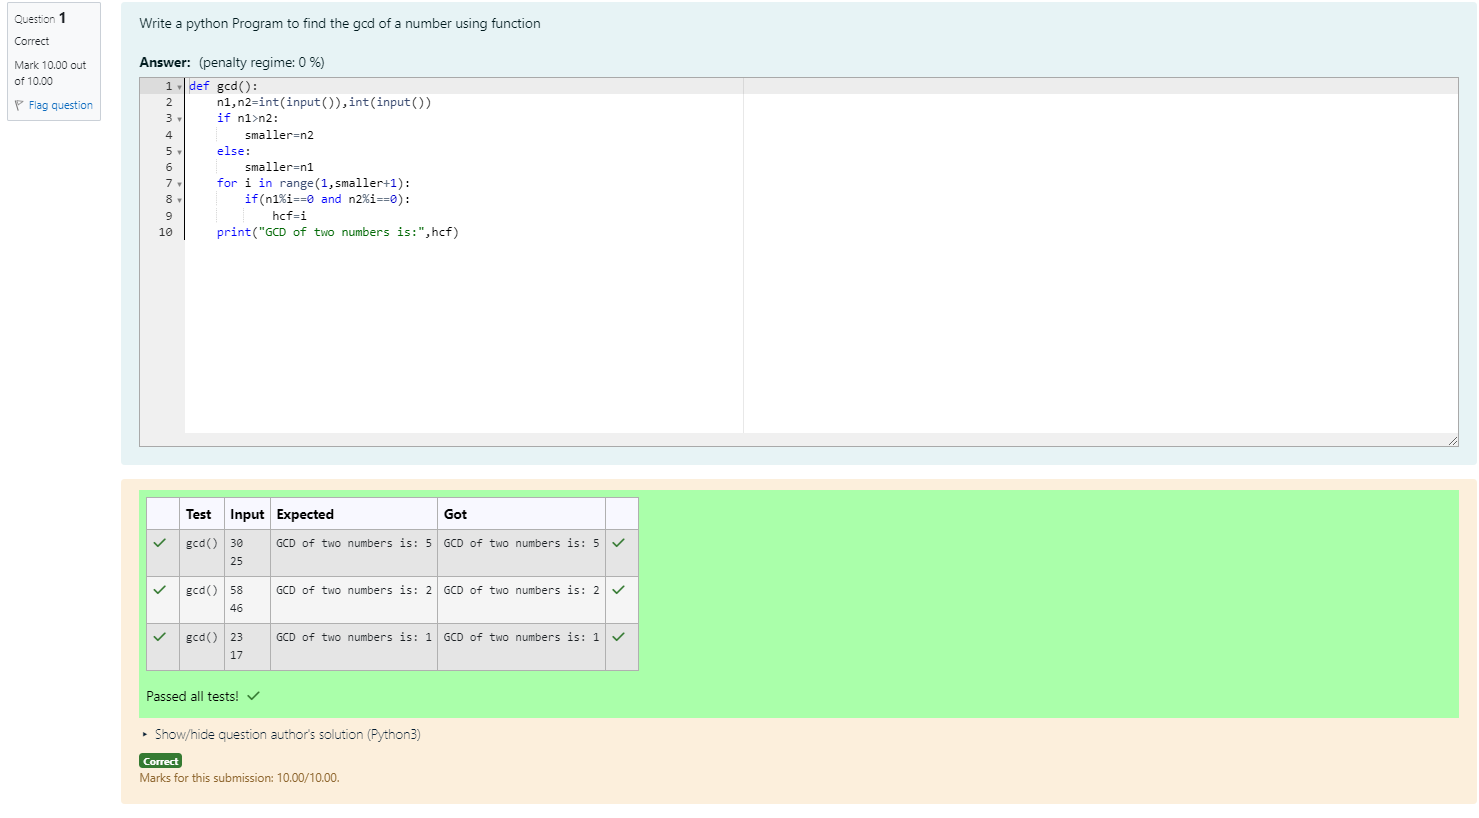 Question 1
Correct
Mark 10.00 out
of 10.00
Flag question
Write a python Program to find the gcd of a number using function
Answer: (penalty regime: 0 %)
1 def gcd():
2     n1,n2=int(input()),int(input())
3     if n1>n2:
4         smaller=n2
5     else:
6         smaller=n1
7     for i in range(1,smaller+1):
8         if(n1%i==0 and n2%i==0):
9             hcf=i
10     print("GCD of two numbers is:",hcf)
Test Input Expected Got
gcd() 30 GCD of two numbers is: 5 GCD of two numbers is: 5
25
gcd() 58 GCD of two numbers is: 2 GCD of two numbers is: 2
46
gcd() 23 GCD of two numbers is: 1 GCD of two numbers is: 1
17
Passed all tests!
Show/hide question author's solution (Python3)
Correct
Marks for this submission: 10.00/10.00.